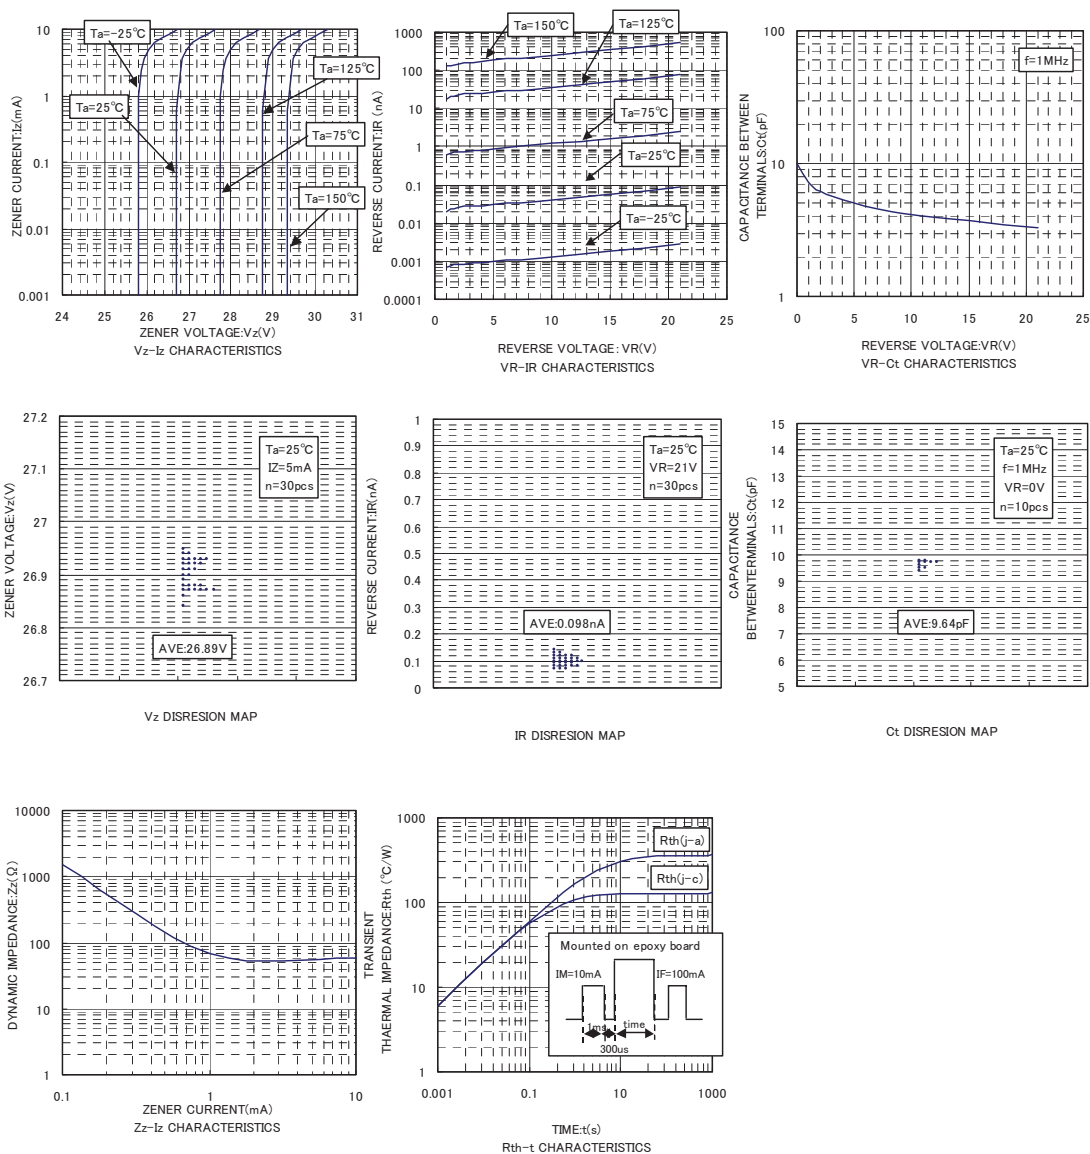 Ta=-25℃
Ta=25℃
Ta=125℃
Ta=75℃
Ta=150℃
ZENER CURRENT:Iz(mA)
10
1
0.1
0.01
0.001
24 25 26 27 28 29 30 31
ZENER VOLTAGE:Vz(V)
Vz-Iz CHARACTERISTICS
Ta=150℃
Ta=125℃
Ta=75℃
Ta=25℃
Ta=-25℃
REVERSE CURRENT:IR (nA)
1000
100
10
1
0.1
0.01
0.001
0.0001
0 5 10 15 20 25
REVERSE VOLTAGE: VR(V)
VR-IR CHARACTERISTICS
f=1MHz
CAPACITANCE BETWEEN
TERMINALS:Ct(pF)
100
10
1
0 5 10 15 20 25
REVERSE VOLTAGE:VR(V)
VR-Ct CHARACTERISTICS
ZENER VOLTAGE:Vz(V)
27.2
27.1
27
26.9
26.8
26.7
Ta=25℃
IZ=5mA
n=30pcs
AVE:26.89V
Vz DISRESION MAP
REVERSE CURRENT:IR(nA)
1
0.9
0.8
0.7
0.6
0.5
0.4
0.3
0.2
0.1
0
Ta=25℃
VR=21V
n=30pcs
AVE:0.098nA
IR DISRESION MAP
CAPACITANCE
BETWEENTERMINALS:Ct(pF)
15
14
13
12
11
10
9
8
7
6
5
Ta=25℃
f=1MHz
VR=0V
n=10pcs
AVE:9.64pF
Ct DISRESION MAP
DYNAMIC IMPEDANCE:Zz(Ω)
10000
1000
100
10
1
0.1 1 10
ZENER CURRENT(mA)
Zz-Iz CHARACTERISTICS
TRANSIENT
THAERMAL IMPEDANCE:Rth (℃/W)
1000
100
10
1
Rth(j-a)
Rth(j-c)
Mounted on epoxy board
IM=10mA IF=100mA
1ms time
300us
0.001 0.1 10 1000
TIME:t(s)
Rth-t CHARACTERISTICS